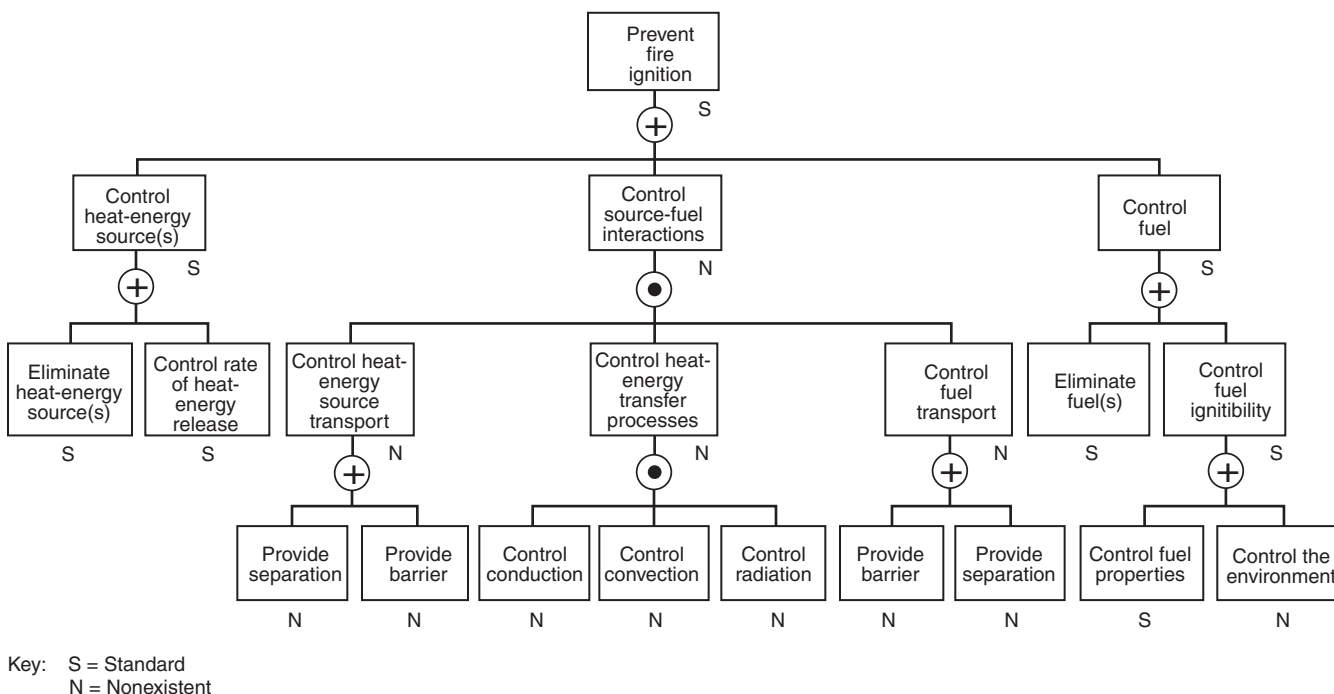 Prevent
fire
ignition
S
+
Control
heat-energy
source(s)
S
+
Control
source-fuel
interactions
N
Control
fuel
S
+
Eliminate
heat-energy
source(s)
S
Control rate
of heat-
energy
release
S
Control heat-
energy
source
transport
N
+
Control heat-
energy
transfer
processes
N
Control
fuel
transport
N
+
Eliminate
fuel(s)
S
Control
fuel
ignitibility
S
+
Provide
separation
N
Provide
barrier
N
Control
conduction
N
Control
convection
N
Control
radiation
N
Provide
barrier
N
Provide
separation
N
Control fuel
properties
S
Control the
environment
N
Key: S = Standard
N = Nonexistent